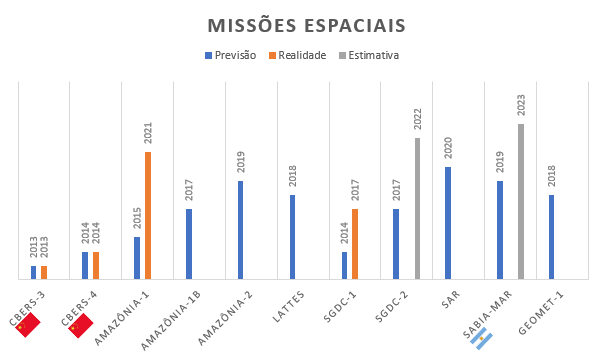 MISSÕES ESPACIAIS
Previsão Realidade Estimativa
2013 2013 2014 2014 2015 2021 2017 2019 2018 2014 2017 2017 2022 2020 2019 2023 2018
CBERS-3
CBERS-4
AMAZÔNIA-1
AMAZÔNIA-1B
AMAZÔNIA-2
LATTES
SGDC-1
SGDC-2
SAR
SABIA-MAR
GEOMET-1